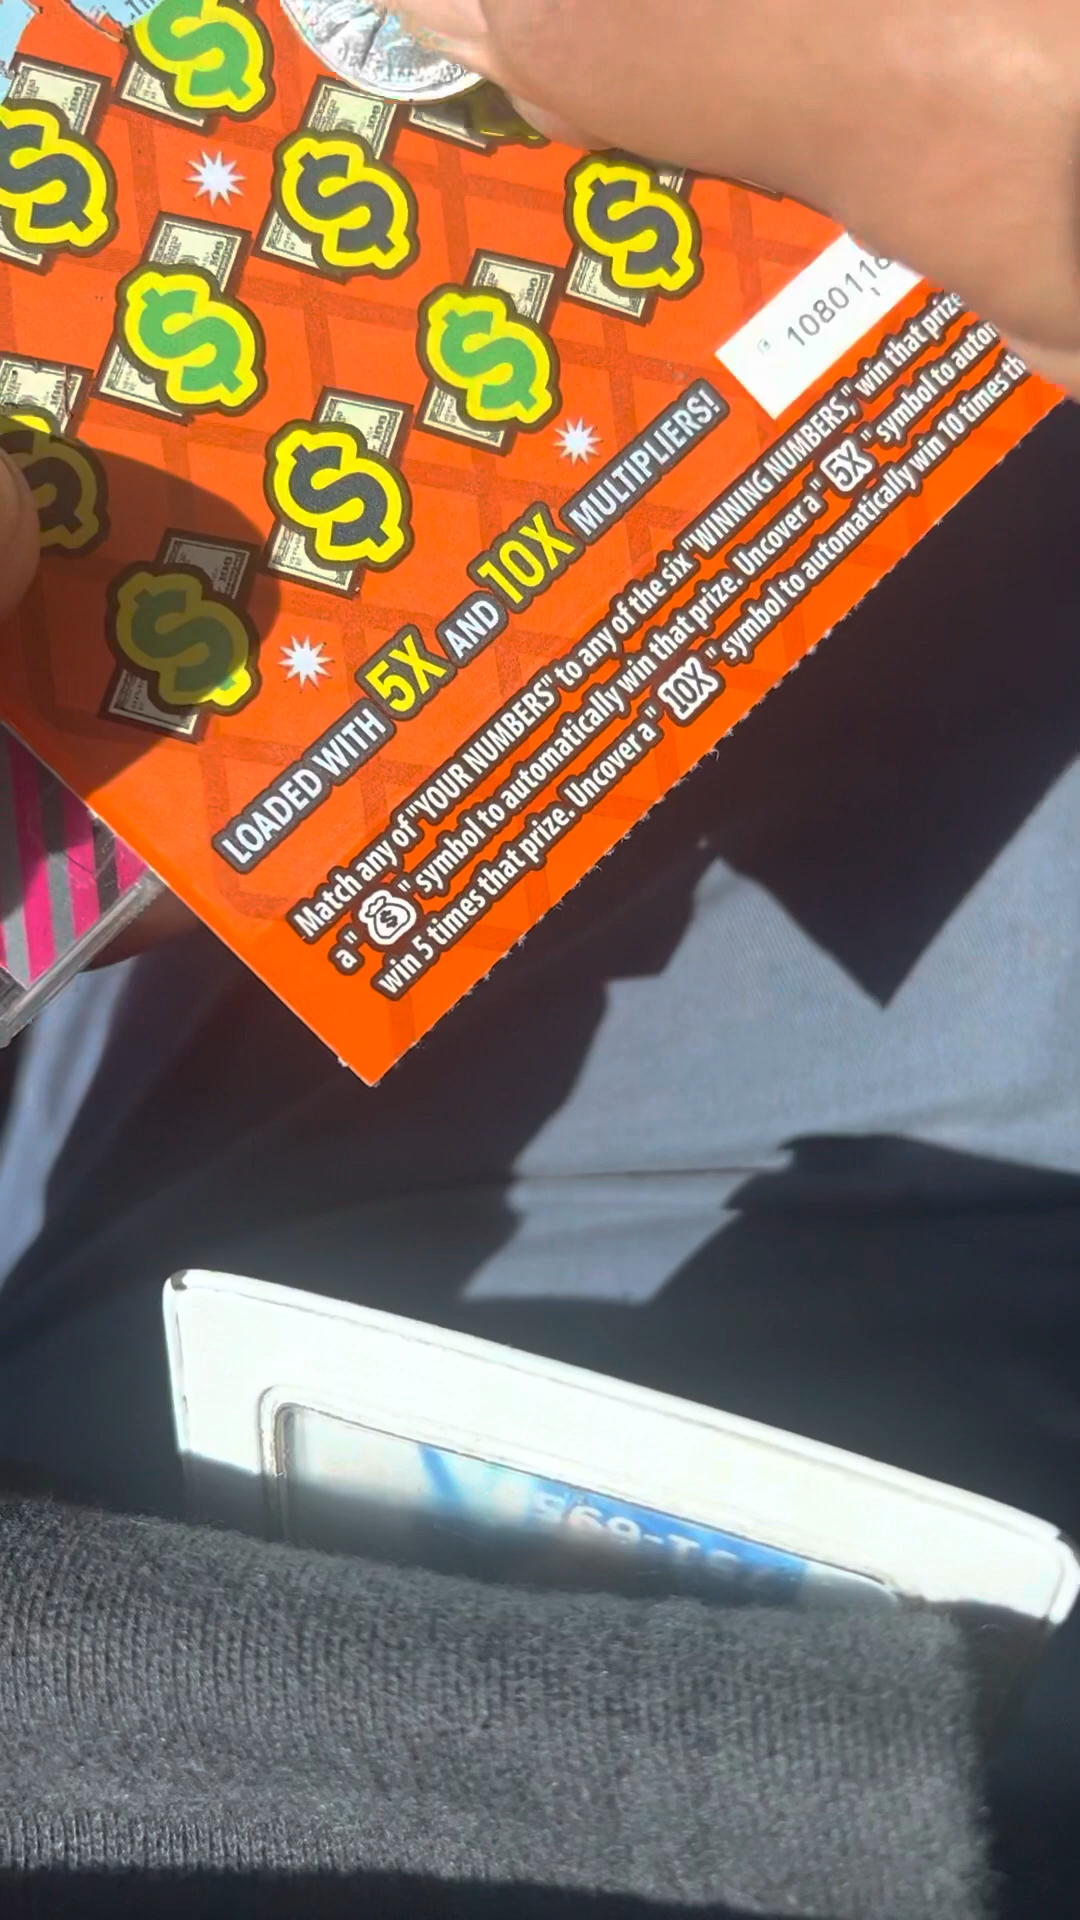 1080116
LOADED WITH 5X AND 10X MULTIPLIERS!
Match any of "YOUR NUMBERS" to any of the six "WINNING NUMBERS," win that prize
a " $ " symbol to automatically win that prize. Uncover a " 5X " symbol to
win 5 times that prize. Uncover a " 10X " symbol to automatically win 10 times